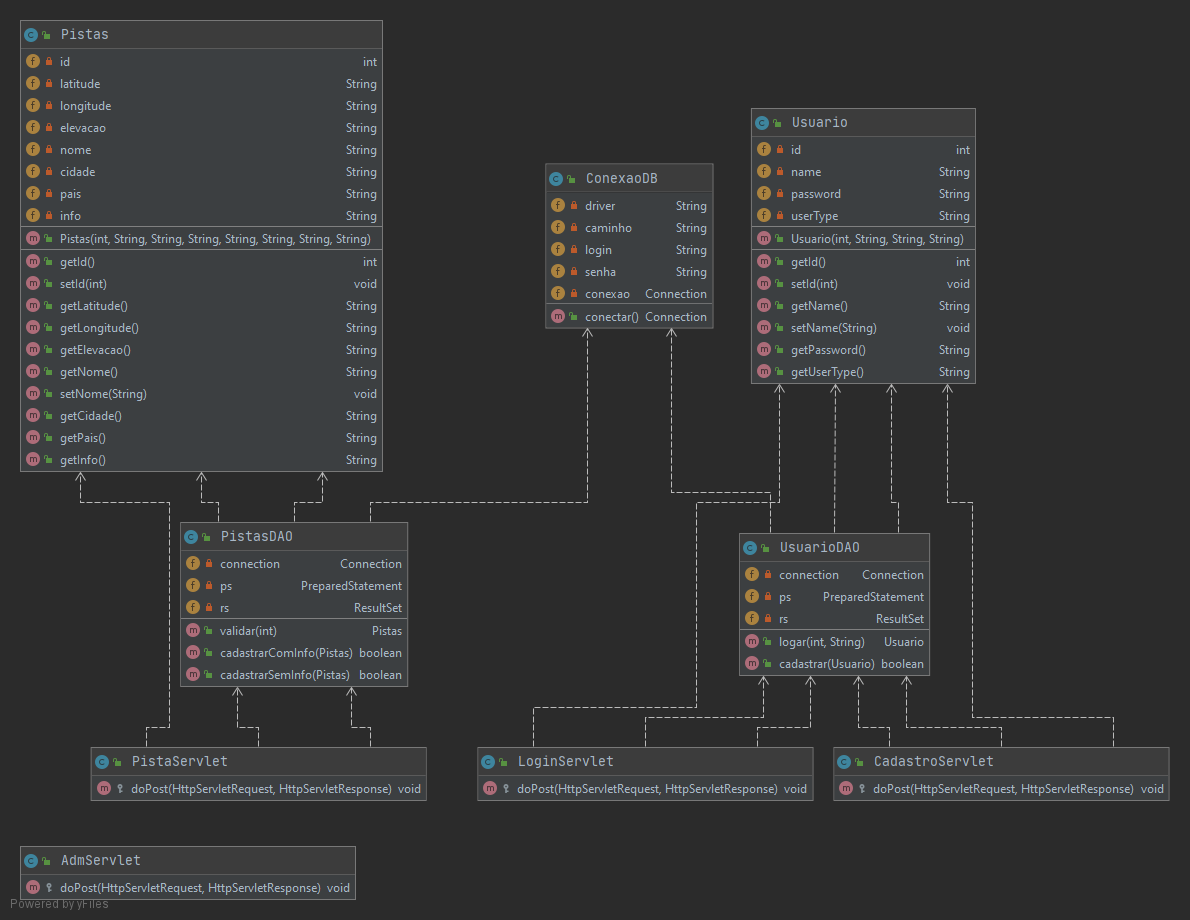 Pistas
id int
latitude String
longitude String
elevacao String
nome String
cidade String
pais String
info String
Pistas(int, String, String, String, String, String, String, String)
getId() int
setId(int) void
getLatitude() String
getLongitude() String
getElevacao() String
getNome() String
setNome(String) void
getCidade() String
getPais() String
getInfo() String
ConexaoDB
driver String
caminho String
login String
senha String
conexao Connection
conectar() Connection
Usuario
id int
name String
password String
userType String
Usuario(int, String, String, String)
getId() int
setId(int) void
getName() String
setName(String) void
getPassword() String
getUserType() String
PistasDAO
connection Connection
ps PreparedStatement
rs ResultSet
validar(int) Pistas
cadastrarComInfo(Pistas) boolean
cadastrarSemInfo(Pistas) boolean
UsuarioDAO
connection Connection
ps PreparedStatement
rs ResultSet
logar(int, String) Usuario
cadastrar(Usuario) boolean
PistaServlet
doPost(HttpServletRequest, HttpServletResponse) void
LoginServlet
doPost(HttpServletRequest, HttpServletResponse) void
CadastroServlet
doPost(HttpServletRequest, HttpServletResponse) void
AdmServlet
doPost(HttpServletRequest, HttpServletResponse) void
Powered by yFiles